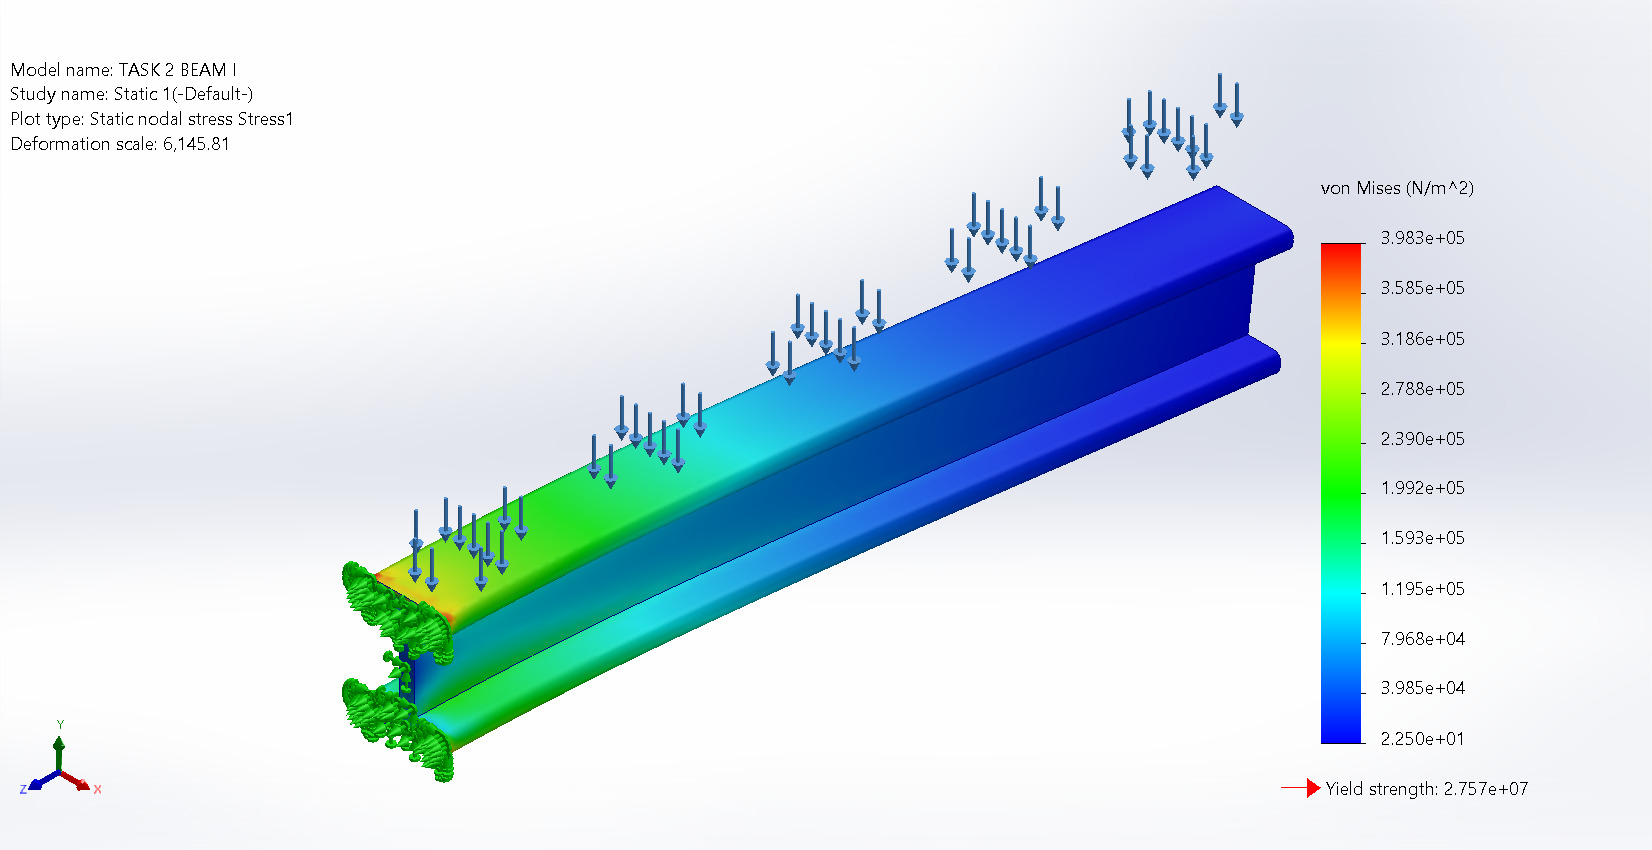 Model name: TASK 2 BEAM I
Study name: Static 1(-Default-)
Plot type: Static nodal stress Stress1
Deformation scale: 6,145.81
von Mises (N/m^2)
3.983e+05
3.585e+05
3.186e+05
2.788e+05
2.390e+05
1.992e+05
1.593e+05
1.195e+05
7.968e+04
3.985e+04
2.250e+01
Yield strength: 2.757e+07
Y
Z
X